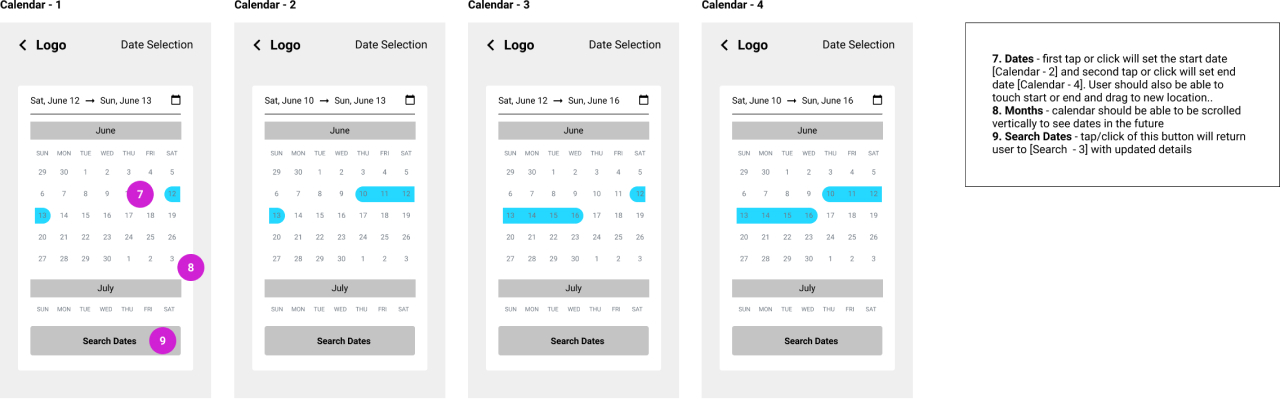 Calendar - 1
Logo
Date Selection
Sat, June 12 → Sun, June 13
June
SUN MON TUE WED THU FRI SAT
29 30 1 2 3 4 5
6 7 8 9 7 11 12
13 14 15 16 17 18 19
20 21 22 23 24 25 26
27 28 29 30 1 2 3
8
July
SUN MON TUE WED THU FRI SAT
Search Dates 9
Calendar - 2
Logo
Date Selection
Sat, June 10 → Sun, June 13
June
SUN MON TUE WED THU FRI SAT
29 30 1 2 3 4 5
6 7 8 9 10 11 12
13 14 15 16 17 18 19
20 21 22 23 24 25 26
27 28 29 30 1 2 3
July
SUN MON TUE WED THU FRI SAT
Search Dates
Calendar - 3
Logo
Date Selection
Sat, June 12 → Sun, June 16
June
SUN MON TUE WED THU FRI SAT
29 30 1 2 3 4 5
6 7 8 9 10 11 12
13 14 15 16 17 18 19
20 21 22 23 24 25 26
27 28 29 30 1 2 3
July
SUN MON TUE WED THU FRI SAT
Search Dates
Calendar - 4
Logo
Date Selection
Sat, June 10 → Sun, June 16
June
SUN MON TUE WED THU FRI SAT
29 30 1 2 3 4 5
6 7 8 9 10 11 12
13 14 15 16 17 18 19
20 21 22 23 24 25 26
27 28 29 30 1 2 3
July
SUN MON TUE WED THU FRI SAT
Search Dates
7. Dates - first tap or click will set the start date
[Calendar - 2] and second tap or click will set end
date [Calendar - 4]. User should also be able to
touch start or end and drag to new location..
8. Months - calendar should be able to be scrolled
vertically to see dates in the future
9. Search Dates - tap/click of this button will return
user to [Search - 3] with updated details